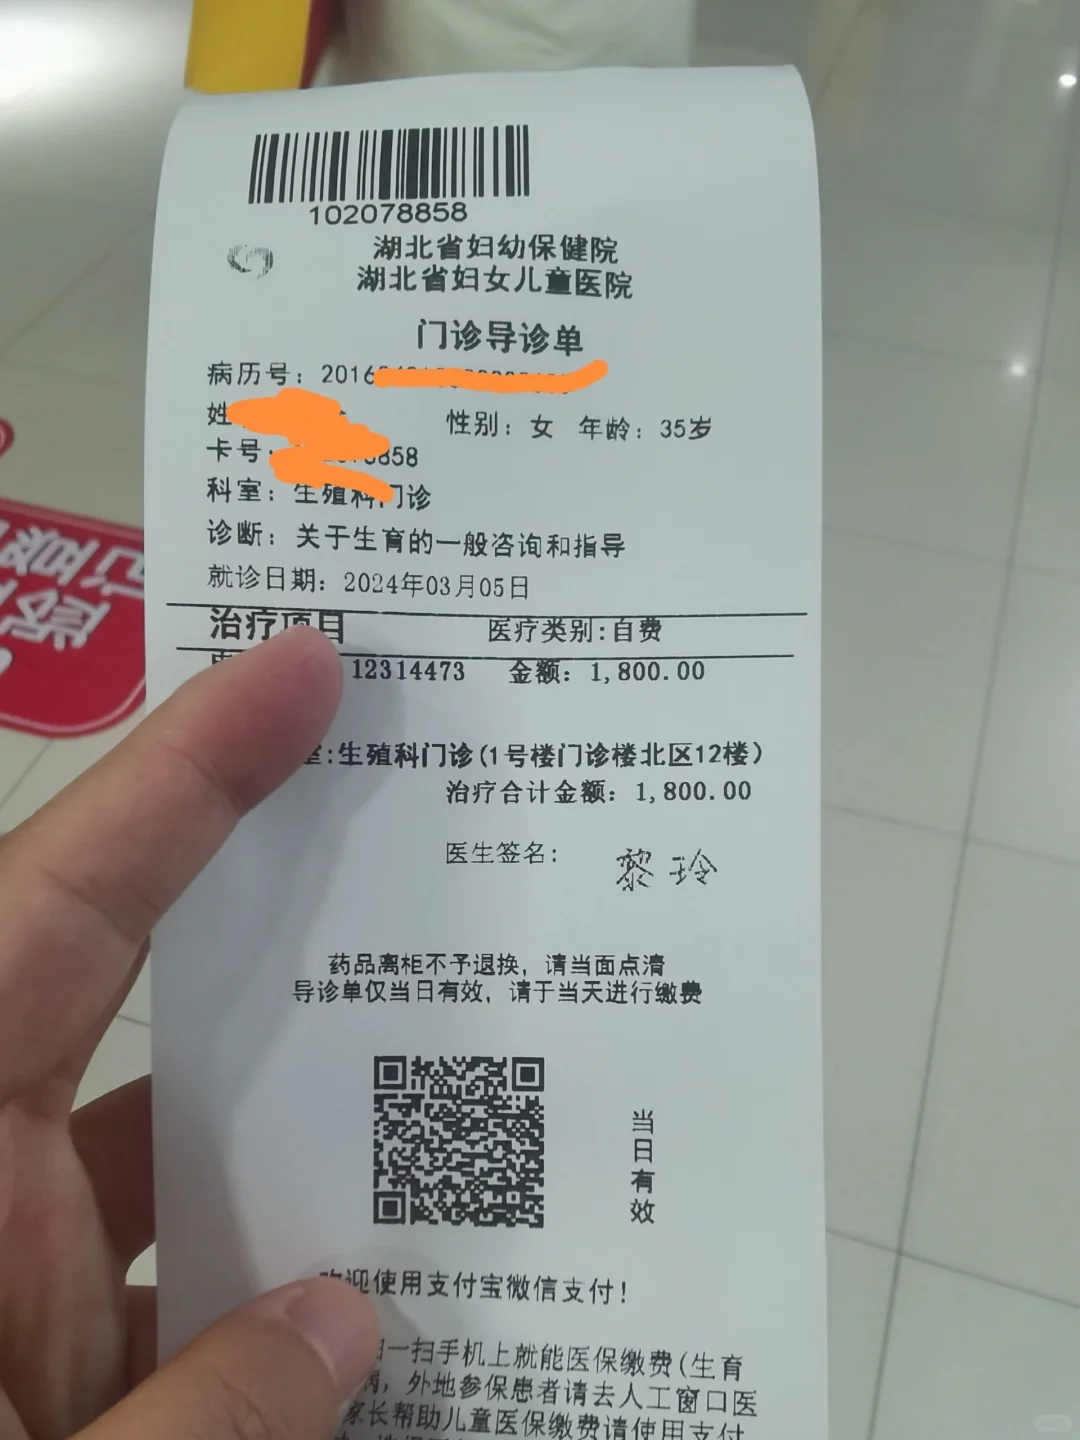 102078858
湖北省妇幼保健院
湖北省妇女儿童医院
门诊导诊单
病历号: 2016
姓 性别: 女 年龄: 35岁
卡号: 858
科室: 生殖科门诊
诊断: 关于生育的一般咨询和指导
就诊日期: 2024年03月05日
治疗项目 医疗类别:自费
12314473 金额: 1,800.00
室:生殖科门诊(1号楼门诊楼北区12楼)
治疗合计金额: 1,800.00
医生签名: 黎玲
药品离柜不予退换, 请当面点清
导诊单仅当日有效, 请于当天进行缴费
当日有效
欢迎使用支付宝微信支付!
扫一扫手机上就能医保缴费(生育
, 外地参保患者请去人工窗口医
家长帮助儿童医保缴费请使用支付